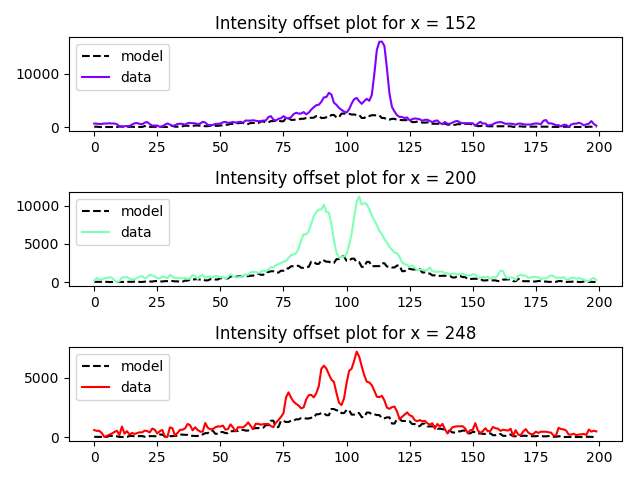 Intensity offset plot for x = 152
10000
0
model
data
0 25 50 75 100 125 150 175 200
Intensity offset plot for x = 200
10000
5000
0
model
data
0 25 50 75 100 125 150 175 200
Intensity offset plot for x = 248
5000
0
model
data
0 25 50 75 100 125 150 175 200